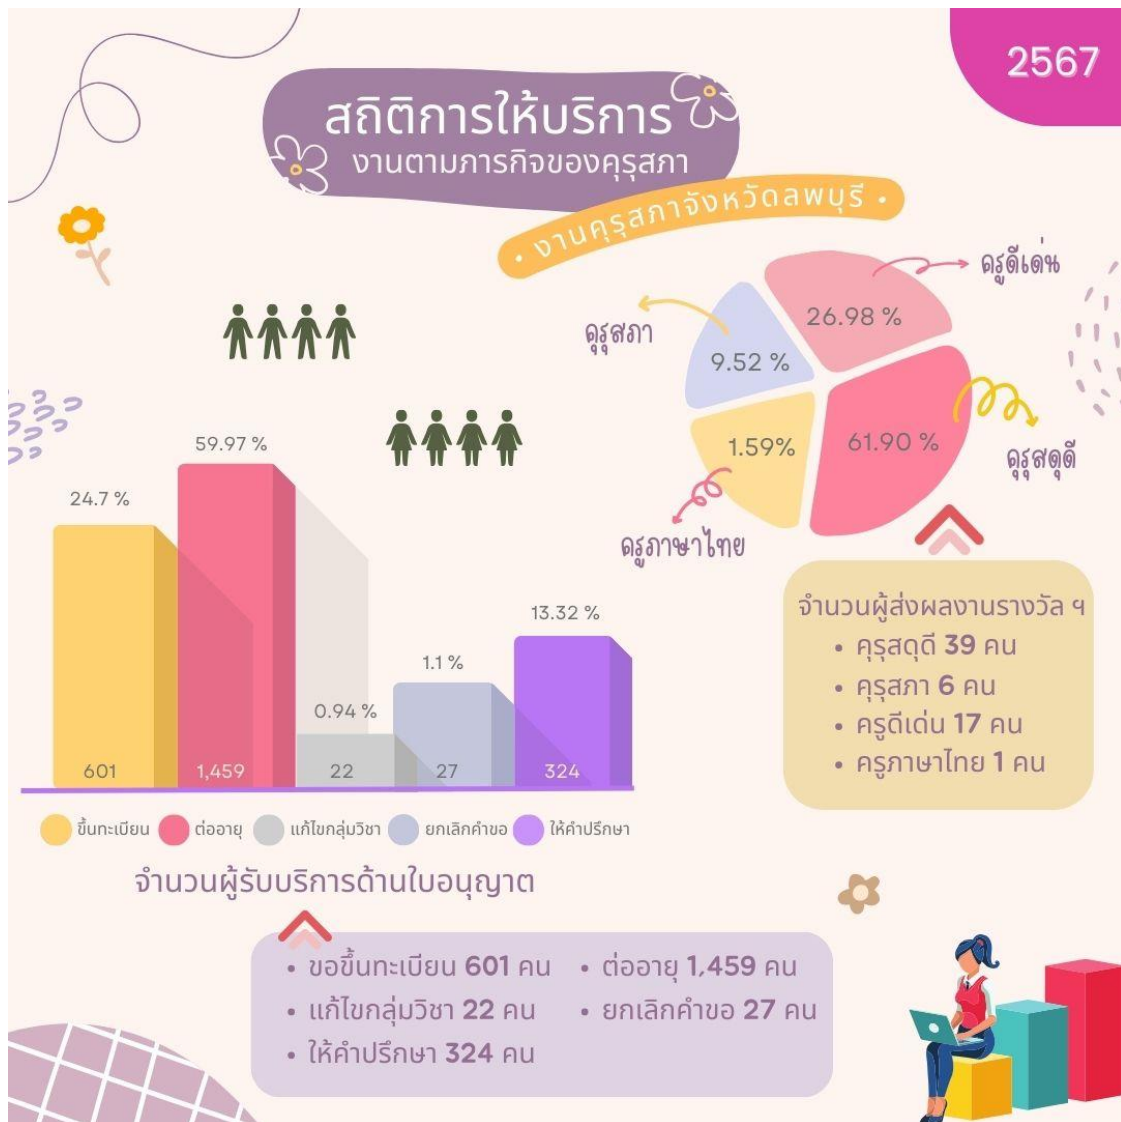 2567
สถิติการให้บริการ
งานตามภารกิจของคุรุสภา
• งานคุรุสภาจังหวัดลพบุรี •
ครูดีเด่น
26.98 %
คุรุสภา
9.52 %
1.59%
61.90 %
คุรุสดุดี
ครูภาษาไทย
59.97 %
24.7 %
13.32 %
1.1 %
0.94 %
601
1,459
22
27
324
ขึ้นทะเบียน
ต่ออายุ
แก้ไขกลุ่มวิชา
ยกเลิกคำขอ
ให้คำปรึกษา
จำนวนผู้รับบริการด้านใบอนุญาต
จำนวนผู้ส่งผลงานรางวัล ฯ
• คุรุสดุดี 39 คน
• คุรุสภา 6 คน
• ครูดีเด่น 17 คน
• ครูภาษาไทย 1 คน
• ขอขึ้นทะเบียน 601 คน
• ต่ออายุ 1,459 คน
• แก้ไขกลุ่มวิชา 22 คน
• ยกเลิกคำขอ 27 คน
• ให้คำปรึกษา 324 คน